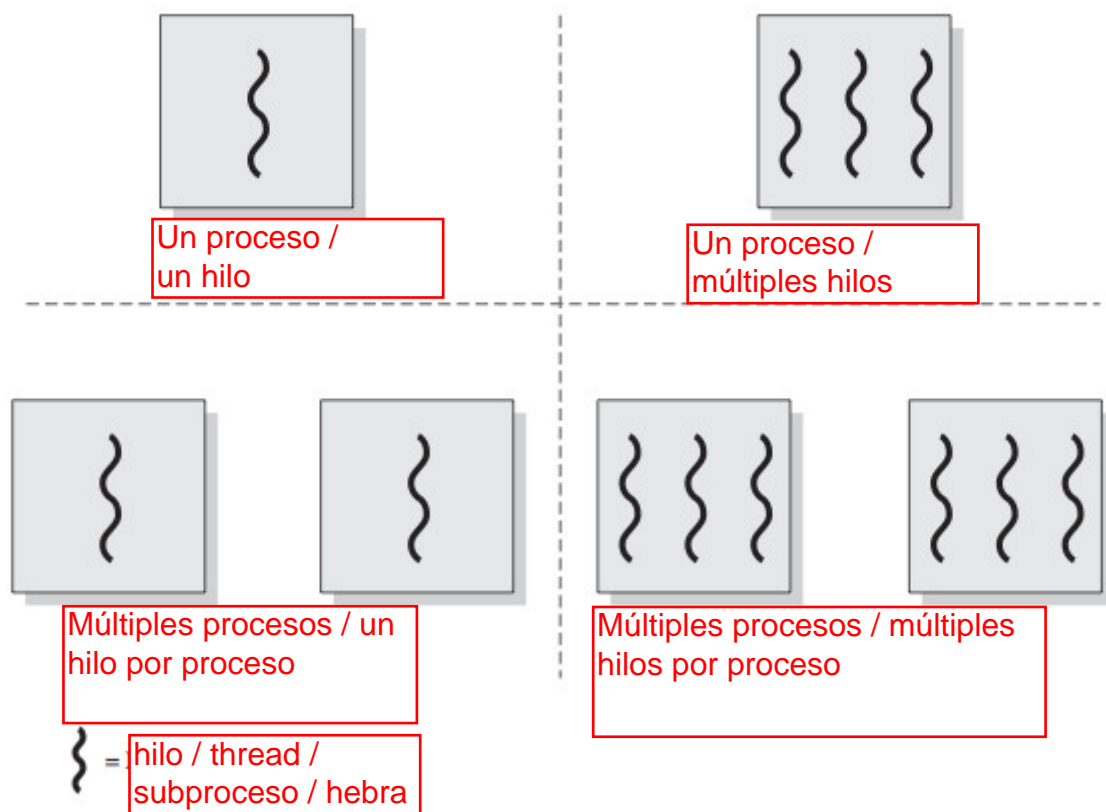 Un proceso /
un hilo
Un proceso /
múltiples hilos
Múltiples procesos / un
hilo por proceso
Múltiples procesos / múltiples
hilos por proceso
=
hilo / thread /
subproceso / hebra